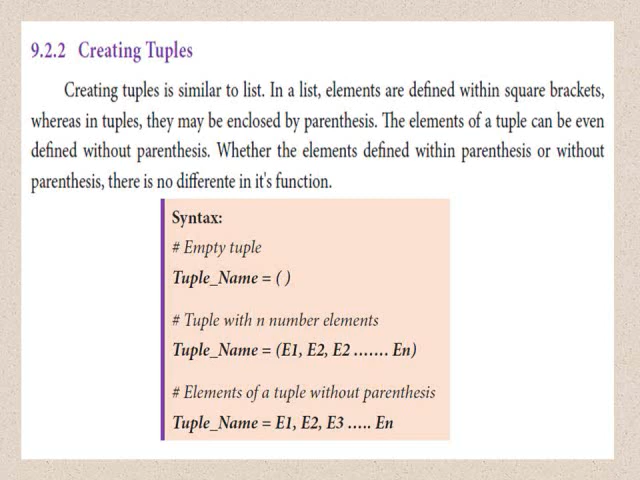 9.2.2 Creating Tuples
Creating tuples is similar to list. In a list, elements are defined within square brackets,
whereas in tuples, they may be enclosed by parenthesis. The elements of a tuple can be even
defined without parenthesis. Whether the elements defined within parenthesis or without
parenthesis, there is no differente in it's function.
Syntax:
# Empty tuple
Tuple_Name = ( )
# Tuple with n number elements
Tuple_Name = (E1, E2, E2 ……. En)
# Elements of a tuple without parenthesis
Tuple_Name = E1, E2, E3 ….. En